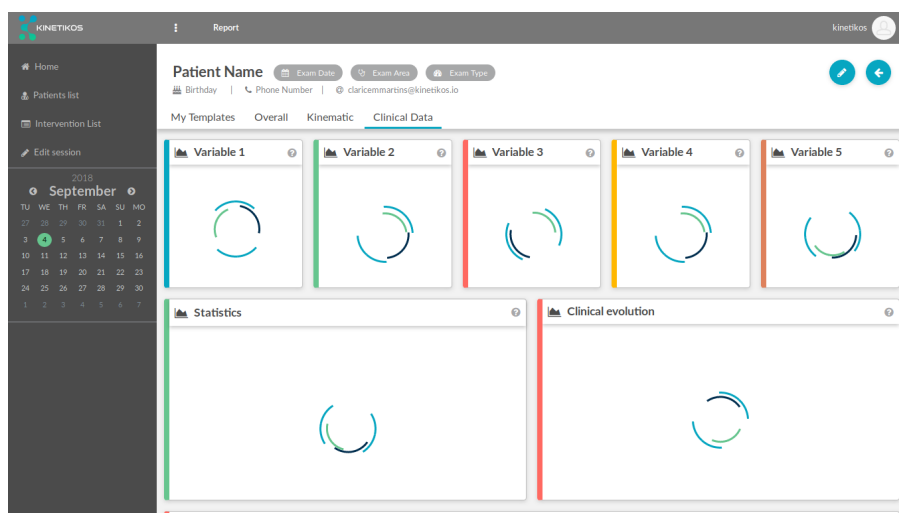 KINETIKOS
Report
kinetikos
Home
Patients list
Intervention List
Edit session
2018
September
TU WE TH FR SA SU MO
27 28 29 30 31 1 2
3 4 5 6 7 8 9
10 11 12 13 14 15 16
17 18 19 20 21 22 23
24 25 26 27 28 29 30
1 2 3 4 5 6 7
Patient Name Exam Date Exam Area Exam Type
Birthday | Phone Number | @ claricemmartins@kinetikos.io
My Templates Overall Kinematic Clinical Data
Variable 1 Variable 2 Variable 3 Variable 4 Variable 5
Statistics Clinical evolution